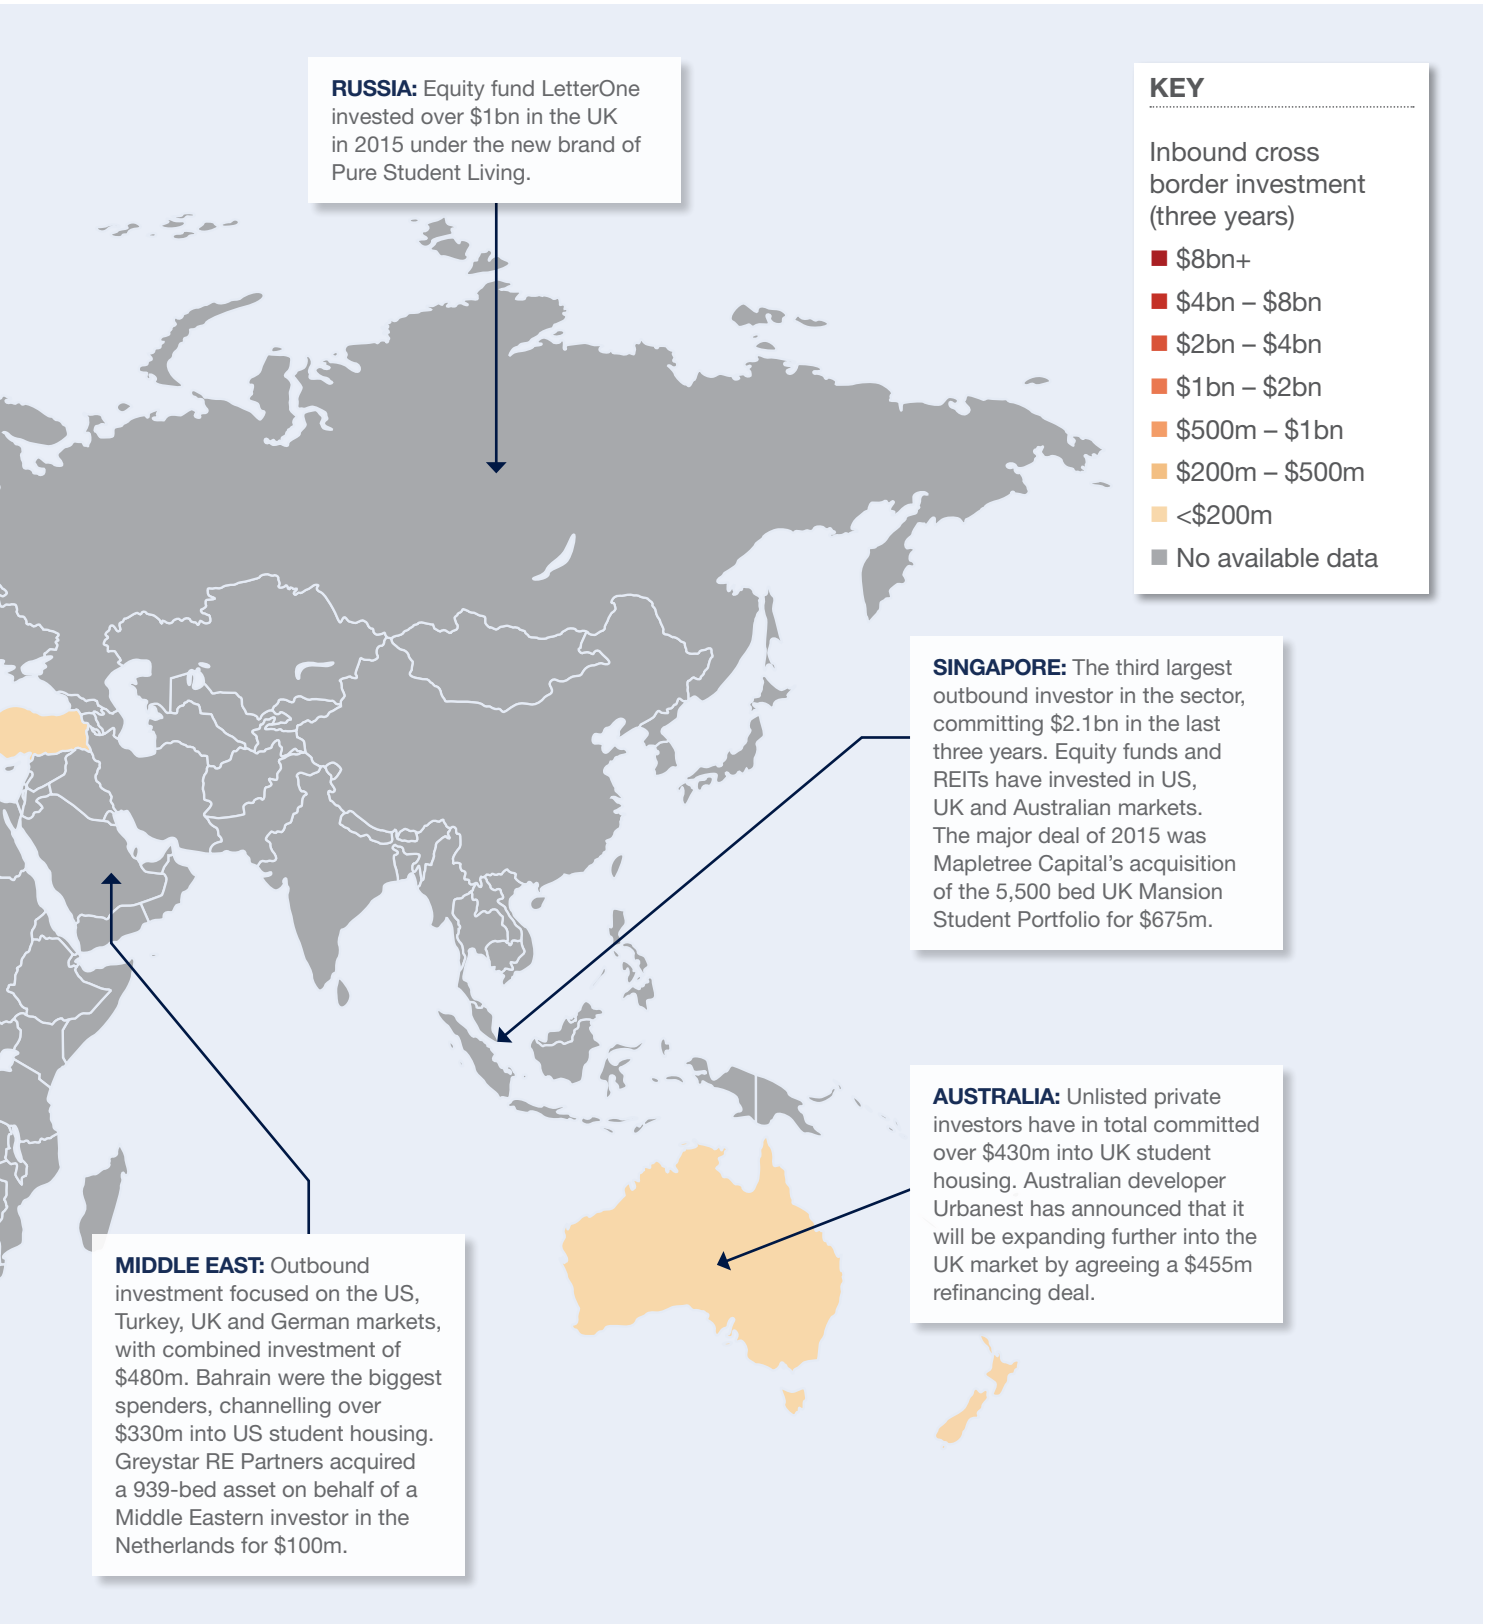 RUSSIA: Equity fund LetterOne
invested over $1bn in the UK
in 2015 under the new brand of
Pure Student Living.
KEY
Inbound cross
border investment
(three years)
$8bn+
$4bn – $8bn
$2bn – $4bn
$1bn – $2bn
$500m – $1bn
$200m – $500m
<$200m
No available data
SINGAPORE: The third largest
outbound investor in the sector,
committing $2.1bn in the last
three years. Equity funds and
REITs have invested in US,
UK and Australian markets.
The major deal of 2015 was
Mapletree Capital’s acquisition
of the 5,500 bed UK Mansion
Student Portfolio for $675m.
AUSTRALIA: Unlisted private
investors have in total committed
over $430m into UK student
housing. Australian developer
Urbanest has announced that it
will be expanding further into the
UK market by agreeing a $455m
refinancing deal.
MIDDLE EAST: Outbound
investment focused on the US,
Turkey, UK and German markets,
with combined investment of
$480m. Bahrain were the biggest
spenders, channelling over
$330m into US student housing.
Greystar RE Partners acquired
a 939-bed asset on behalf of a
Middle Eastern investor in the
Netherlands for $100m.